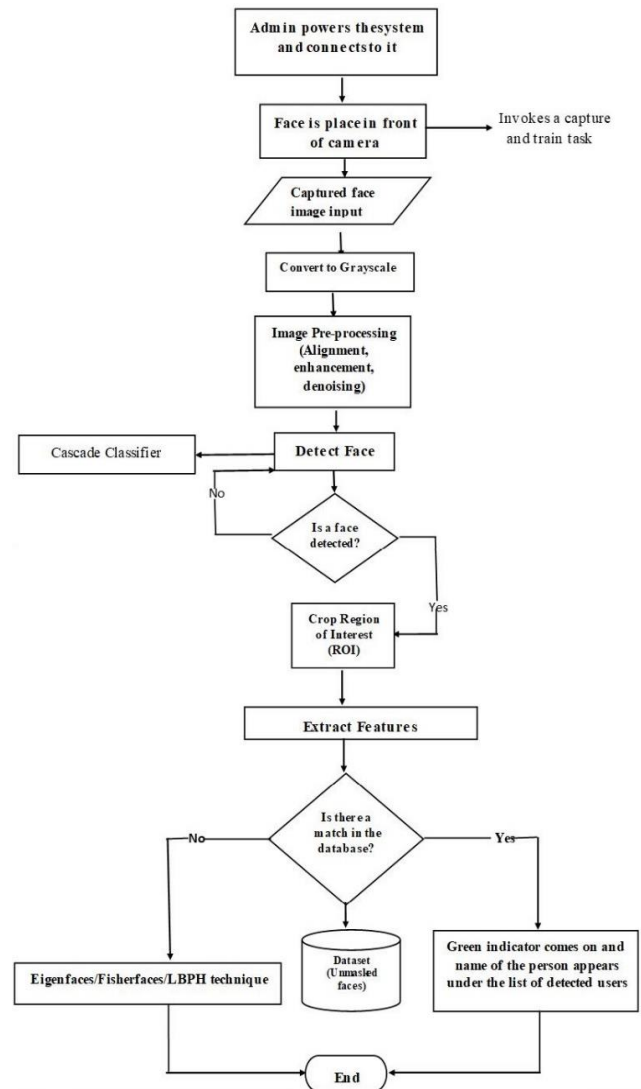 Admin powers thesystem
and connects to it
Face is place in front
of camera
Invokes a capture
and train task
Captured face
image input
Convert to Grayscale
Image Pre-processing
(Alignment,
enhancement,
denoising)
Cascade Classifier
Detect Face
No
Is a face
detected?
Yes
Crop Region
of Interest
(ROI)
Extract Features
Is there a
match in the
database?
No
Yes
Eigenfaces/Fisherfaces/LBPH technique
Dataset
(Unmasked
faces)
Green indicator comes on and
name of the person appears
under the list of detected users
End